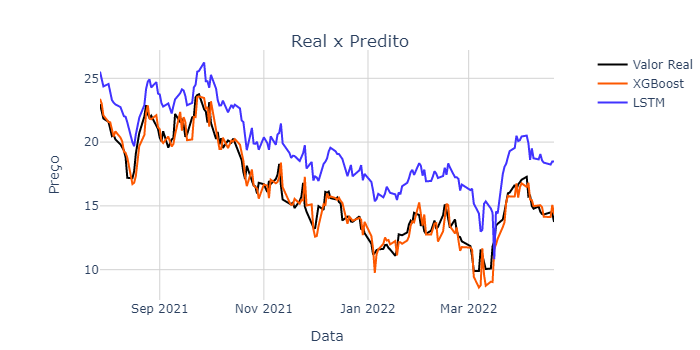 Real x Predito
Valor Real
XGBoost
LSTM
Preço
25
20
15
10
Sep 2021
Nov 2021
Jan 2022
Mar 2022
Data